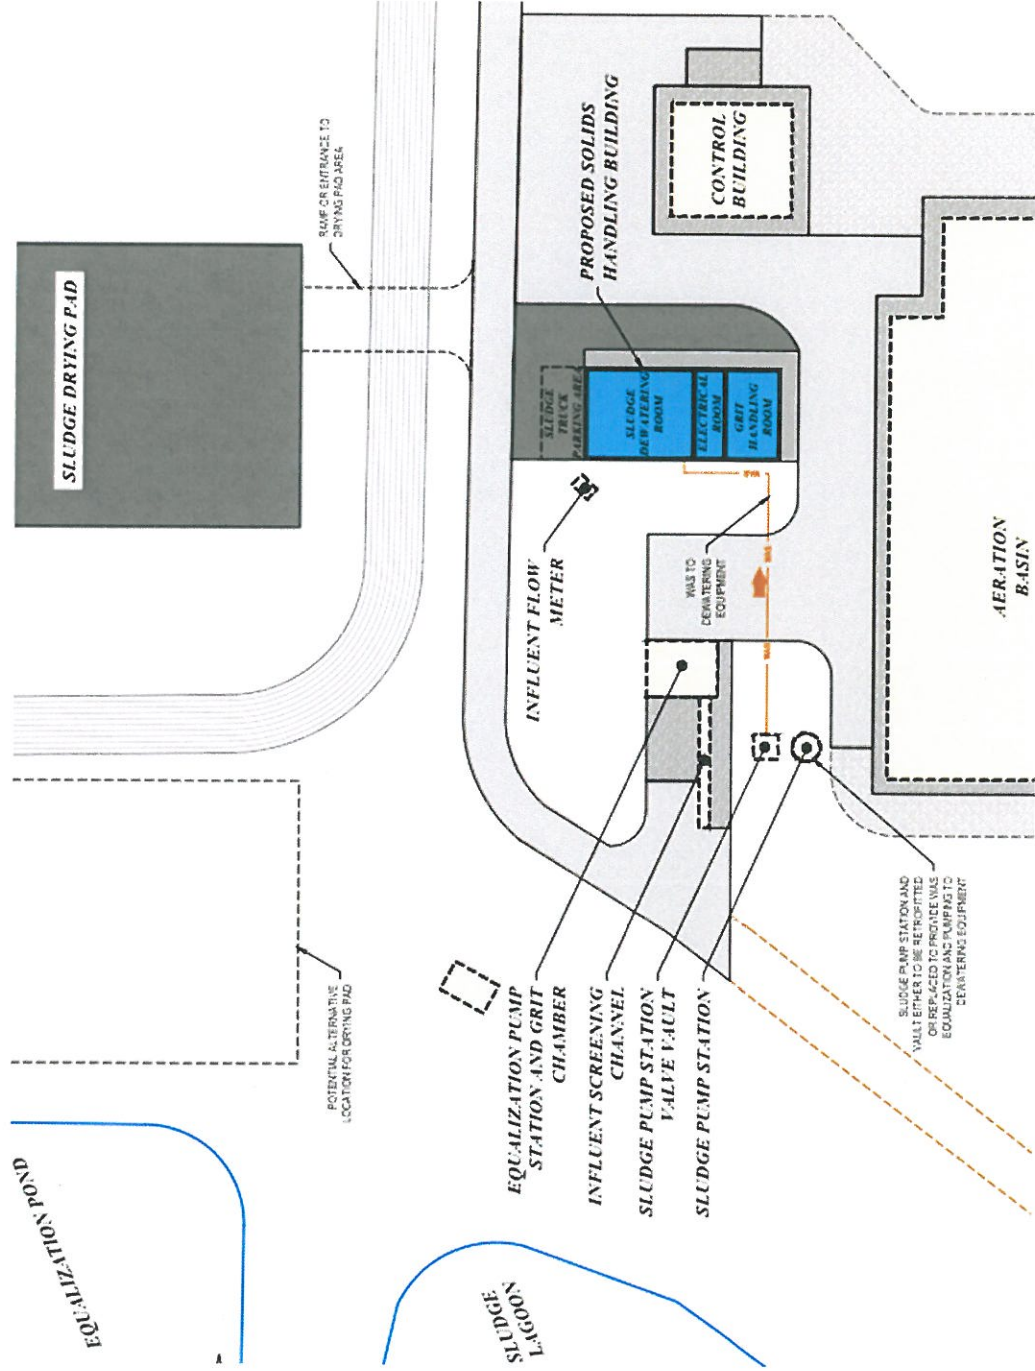 SLUDGE DRYING PAD
RAMP OR ENTRANCE TO
DRYING PAD AREA
PROPOSED SOLIDS
HANDLING BUILDING
CONTROL
BUILDING
SLUDGE
TRUCK
PARKING AREA
SLUDGE
DEWATERING
ROOM
ELECTRICAL
ROOM
GRIT
HANDLING
ROOM
INFLUENT FLOW
METER
WAS TO
DEWATERING
EQUIPMENT
WAS
WAS
WAS
AERATION
BASIN
POTENTIAL ALTERNATIVE
LOCATION FOR DRYING PAD
EQUALIZATION PUMP
STATION AND GRIT
CHAMBER
INFLUENT SCREENING
CHANNEL
SLUDGE PUMP STATION
VALVE VAULT
SLUDGE PUMP STATION
SLUDGE PUMP STATION AND
VAULT EITHER TO BE RETROFITTED
OR REPLACED TO PROVIDE WAS
EQUALIZATION AND PUMPING TO
DEWATERING EQUIPMENT
EQUALIZATION POND
SLUDGE
LAGOON